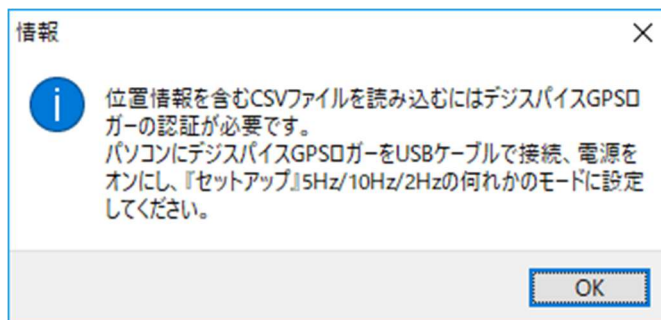 情報
位置情報を含むCSVファイルを読み込むにはデジスパイスGPSロ
ガーの認証が必要です。
パソコンにデジスパイスGPSロガーをUSBケーブルで接続、電源を
オンにし、『セットアップ』5Hz/10Hz/2Hzの何れかのモードに設定
してください。
OK